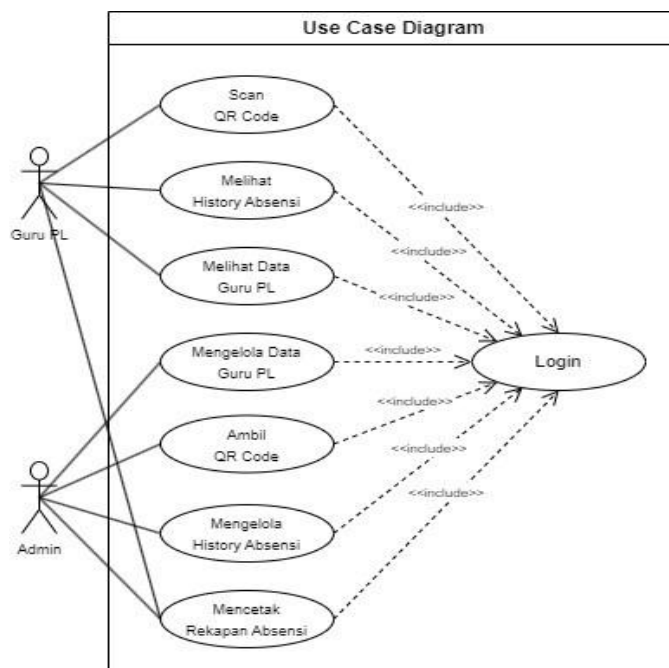 Use Case Diagram
Scan
QR Code
Melihat
History Absensi
<<include>>
Guru PL
Melihat Data
Guru PL
<<include>>
<<include>>
Mengelola Data
Guru PL
<<include>>
Login
Ambil
QR Code
<<include>>
<<include>>
Admin
Mengelola
History Absensi
<<include>>
Mencetak
Rekapan Absensi